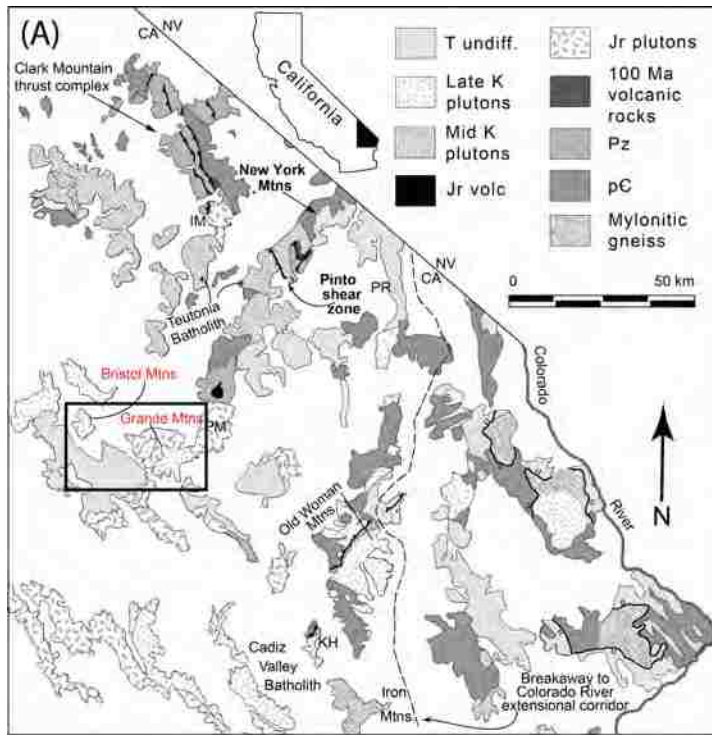 (A)
CA NV
Clark Mountain
thrust complex
California
T undiff.
Late K
plutons
Mid K
plutons
Jr volc
Jr plutons
100 Ma
volcanic
rocks
Pz
pЄ
Mylonitic
gneiss
0 50 km
New York
Mtns
IM
NV
CA
PR
Pinto
shear
zone
Teutonia
Batholith
Bristol Mtns
Grande Mtns
PM
Colorado
River
N
Old Woman
Mtns
KH
Cadiz
Valley
Batholith
Iron
Mtns
Breakaway to
Colorado River
extensional corridor